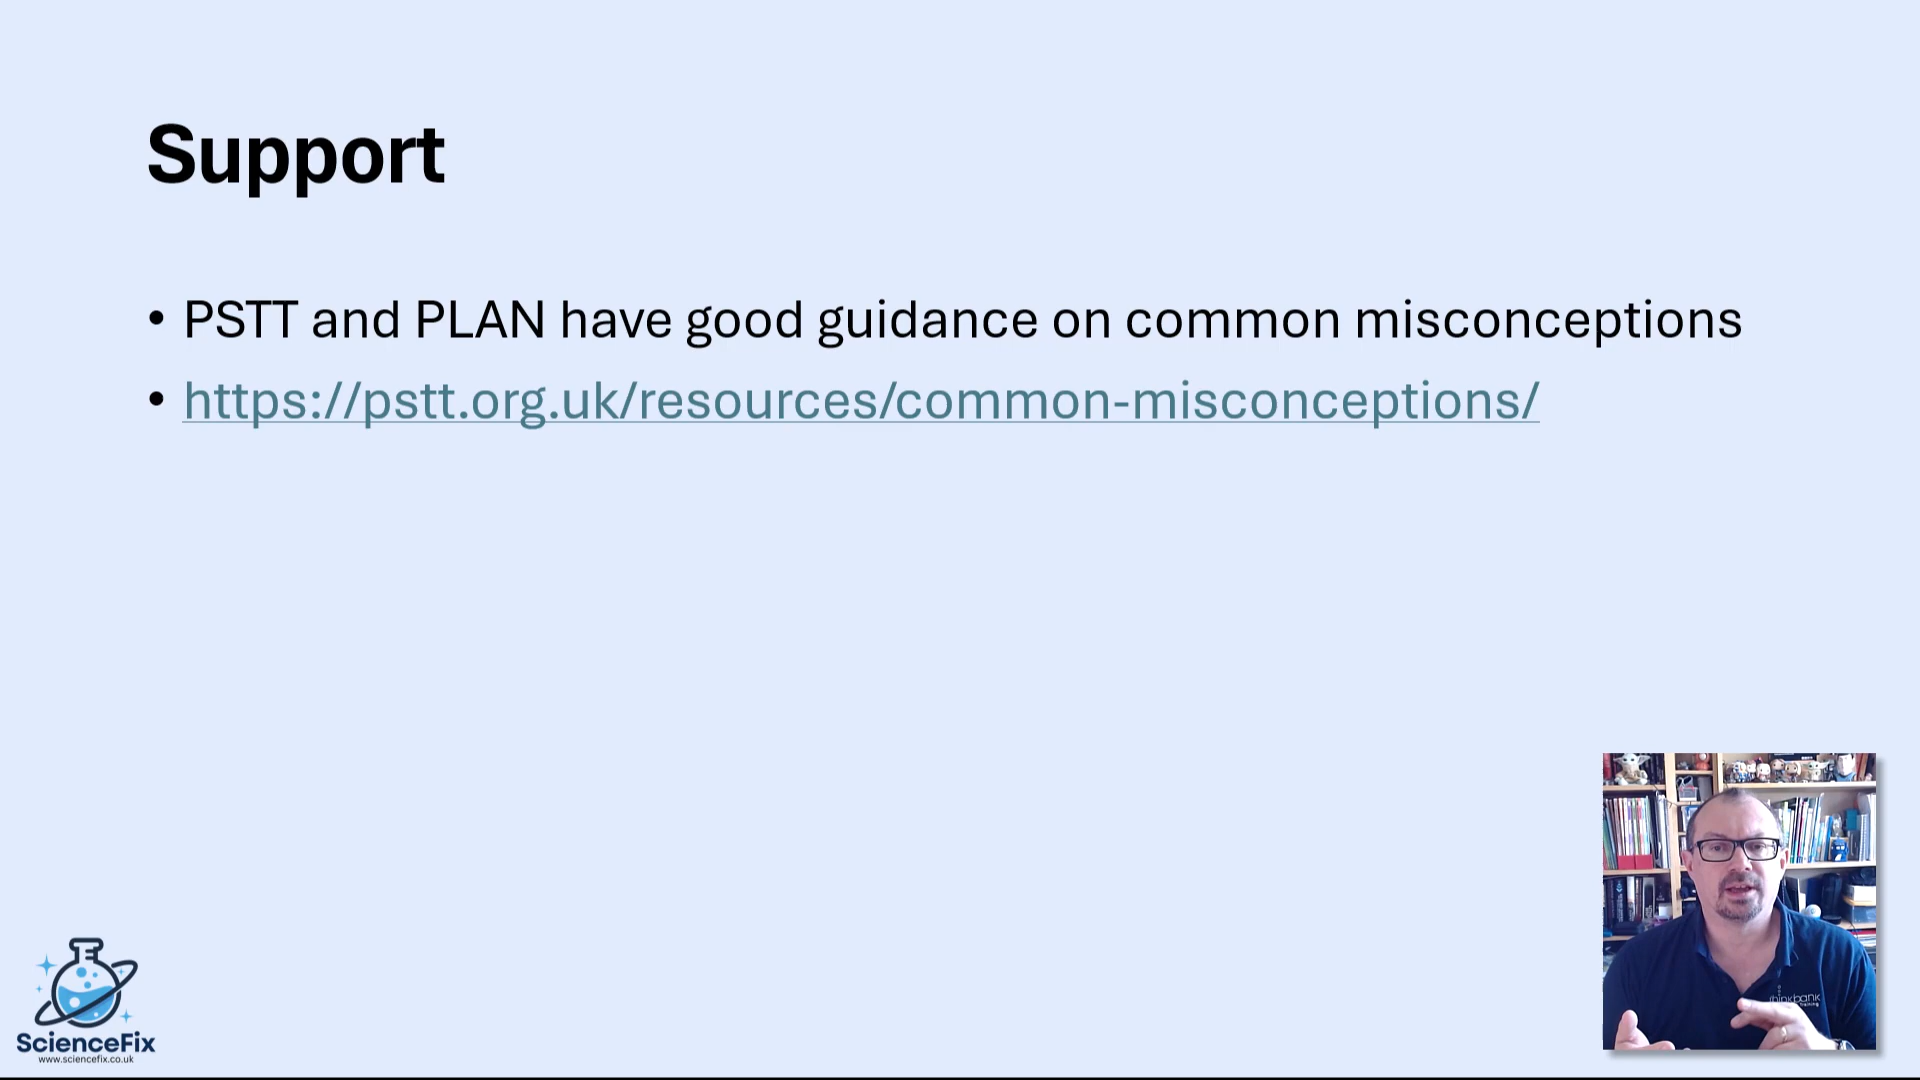 Support
• PSTT and PLAN have good guidance on common misconceptions
• https://pstt.org.uk/resources/common-misconceptions/
ScienceFix
www.sciencefix.co.uk
thinkbank